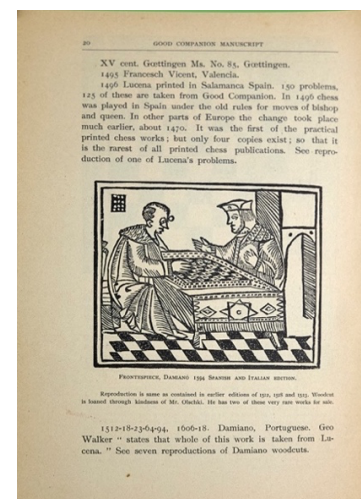 20 GOOD COMPANION MANUSCRIPT
XV cent. Gœttingen Ms. No. 85, Gœttingen.
1495 Francesch Vicent, Valencia.
1496 Lucena printed in Salamanca Spain. 150 problems,
125 of these are taken from Good Companion. In 1496 chess
was played in Spain under the old rules for moves of bishop
and queen. In other parts of Europe the change took place
much earlier, about 1470. It was the first of the practical
printed chess works; but only four copies exist; so that it
is the rarest of all printed chess publications. See repro-
duction of one of Lucena's problems.
FRONTESPIECE, DAMIANO 1594 SPANISH AND ITALIAN EDITION.
Reproduction is same as contained in earlier editions of 1512, 1518 and 1523. Woodcut
is loaned through kindness of Mr. Olschki. He has two of these very rare works for sale.
1512-18-23-64-94, 1606-18. Damiano, Portuguese. Geo
Walker " states that whole of this work is taken from Lu-
cena. " See seven reproductions of Damiano woodcuts.